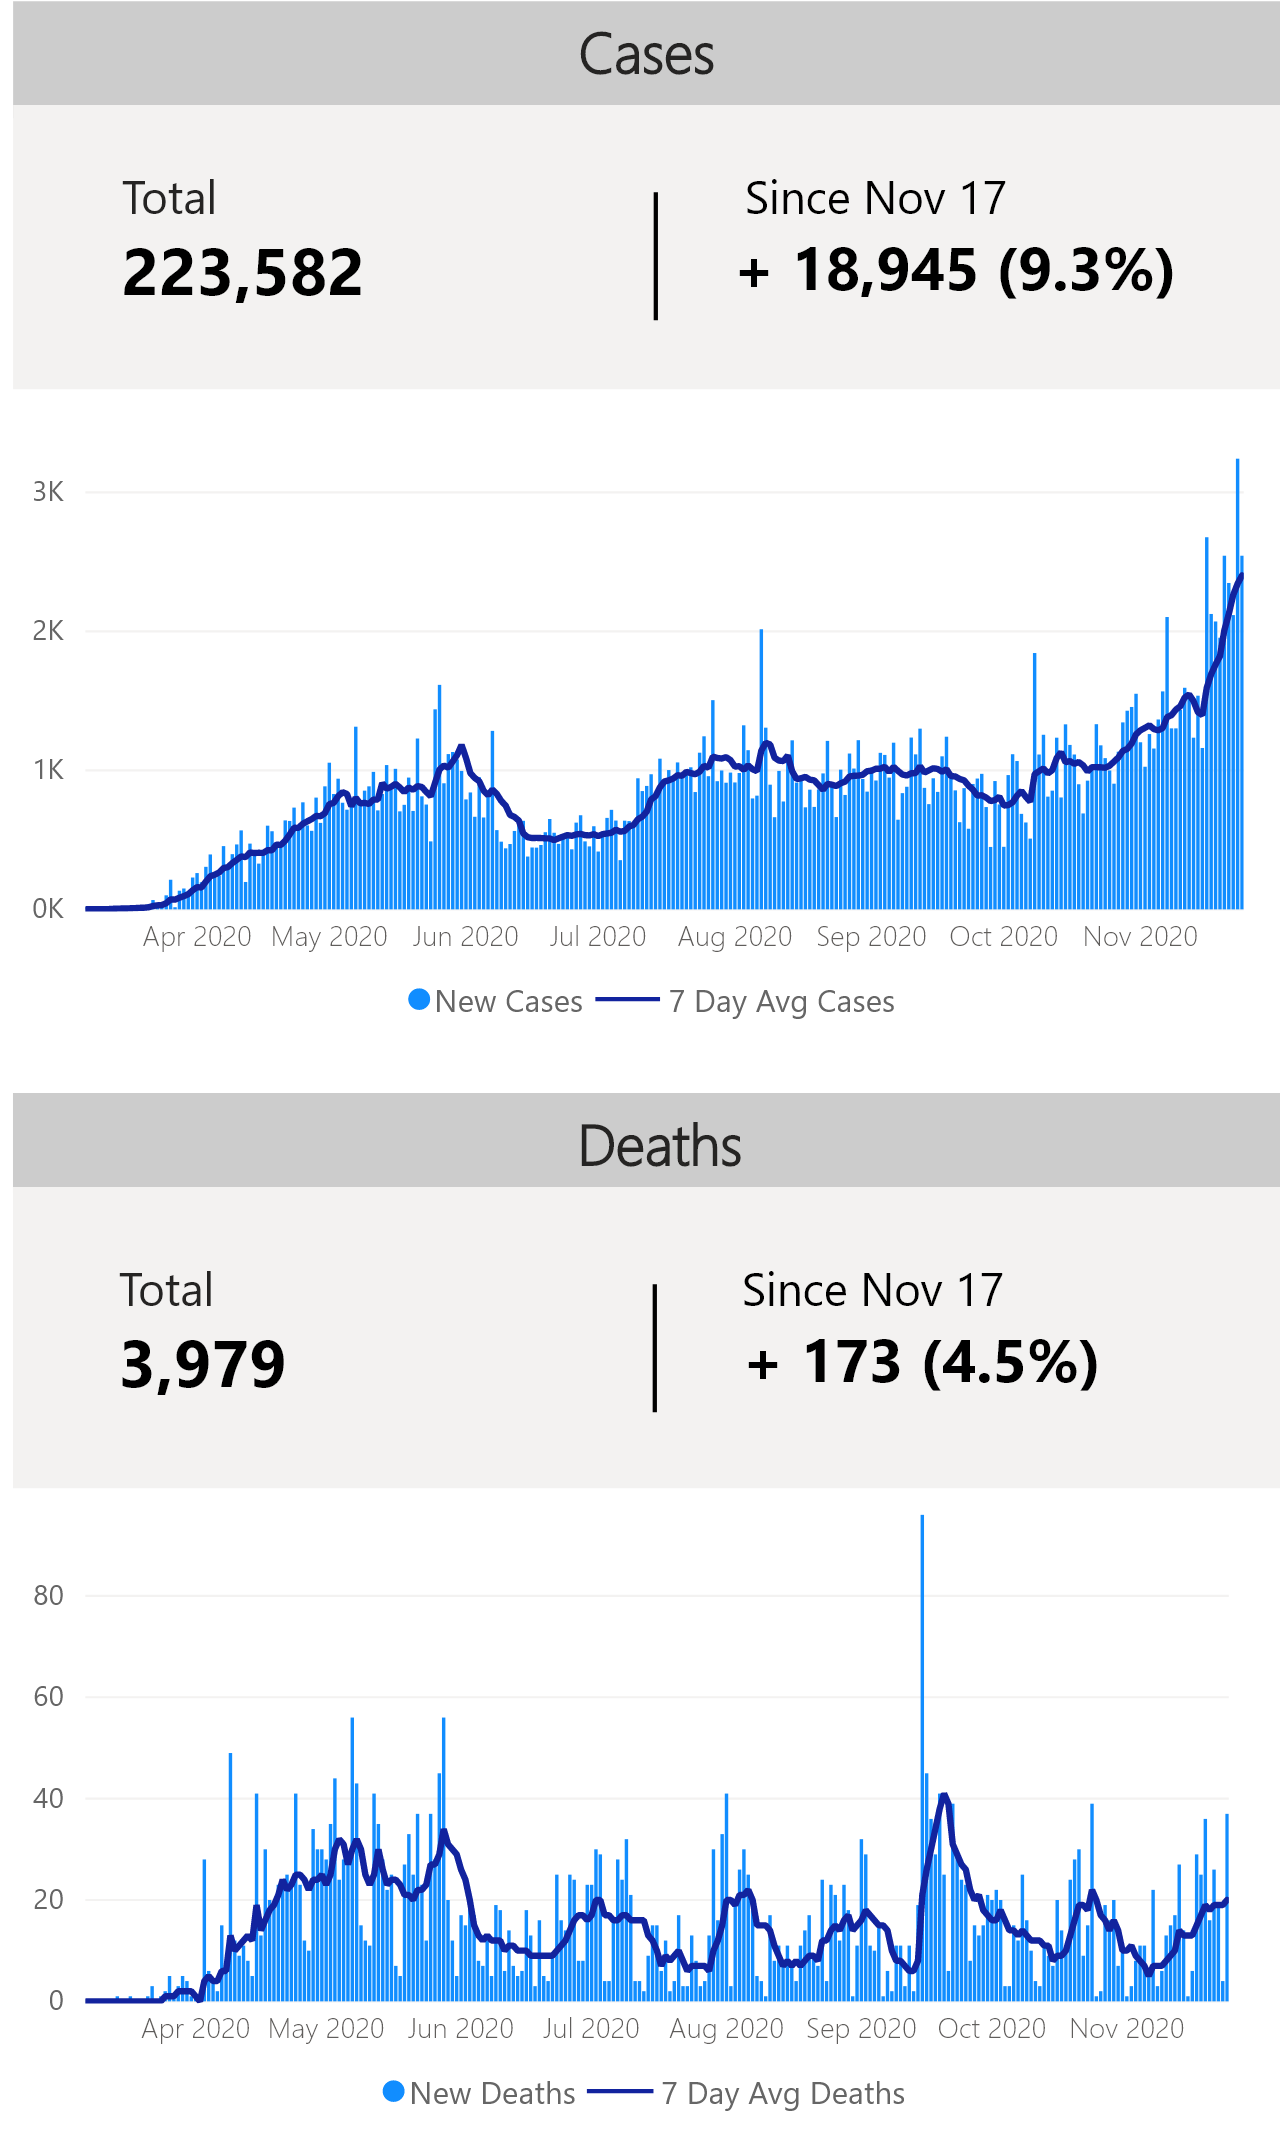 Cases
Total
Since Nov 17
223,582
+ 18,945 (9.3%)
3K
2K
1K
0K
Apr 2020 May 2020 Jun 2020 Jul 2020 Aug 2020 Sep 2020 Oct 2020 Nov 2020
New Cases 7 Day Avg Cases
Deaths
Total
Since Nov 17
3,979
+ 173 (4.5%)
80
60
40
20
0
Apr 2020 May 2020 Jun 2020 Jul 2020 Aug 2020 Sep 2020 Oct 2020 Nov 2020
New Deaths 7 Day Avg Deaths